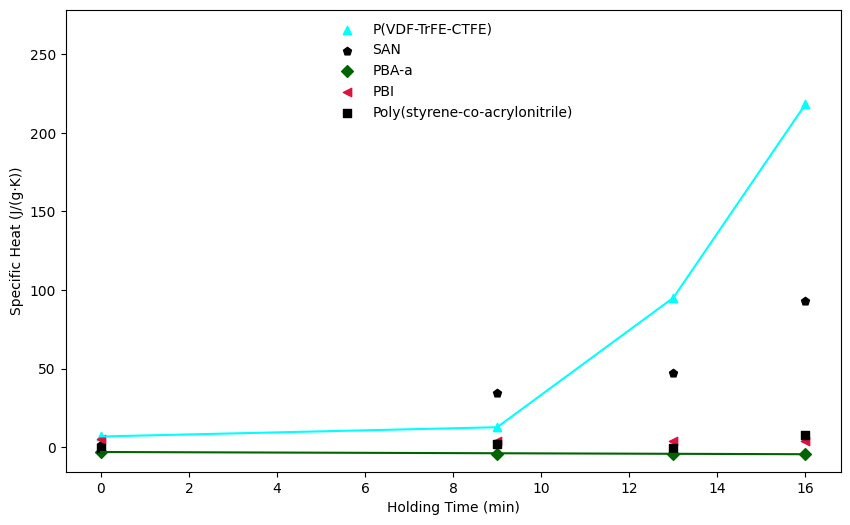 P(VDF-TrFE-CTFE)
SAN
PBA-a
PBI
Poly(styrene-co-acrylonitrile)
250
200
150
100
50
0
Specific Heat (J/(g·K))
0 2 4 6 8 10 12 14 16
Holding Time (min)